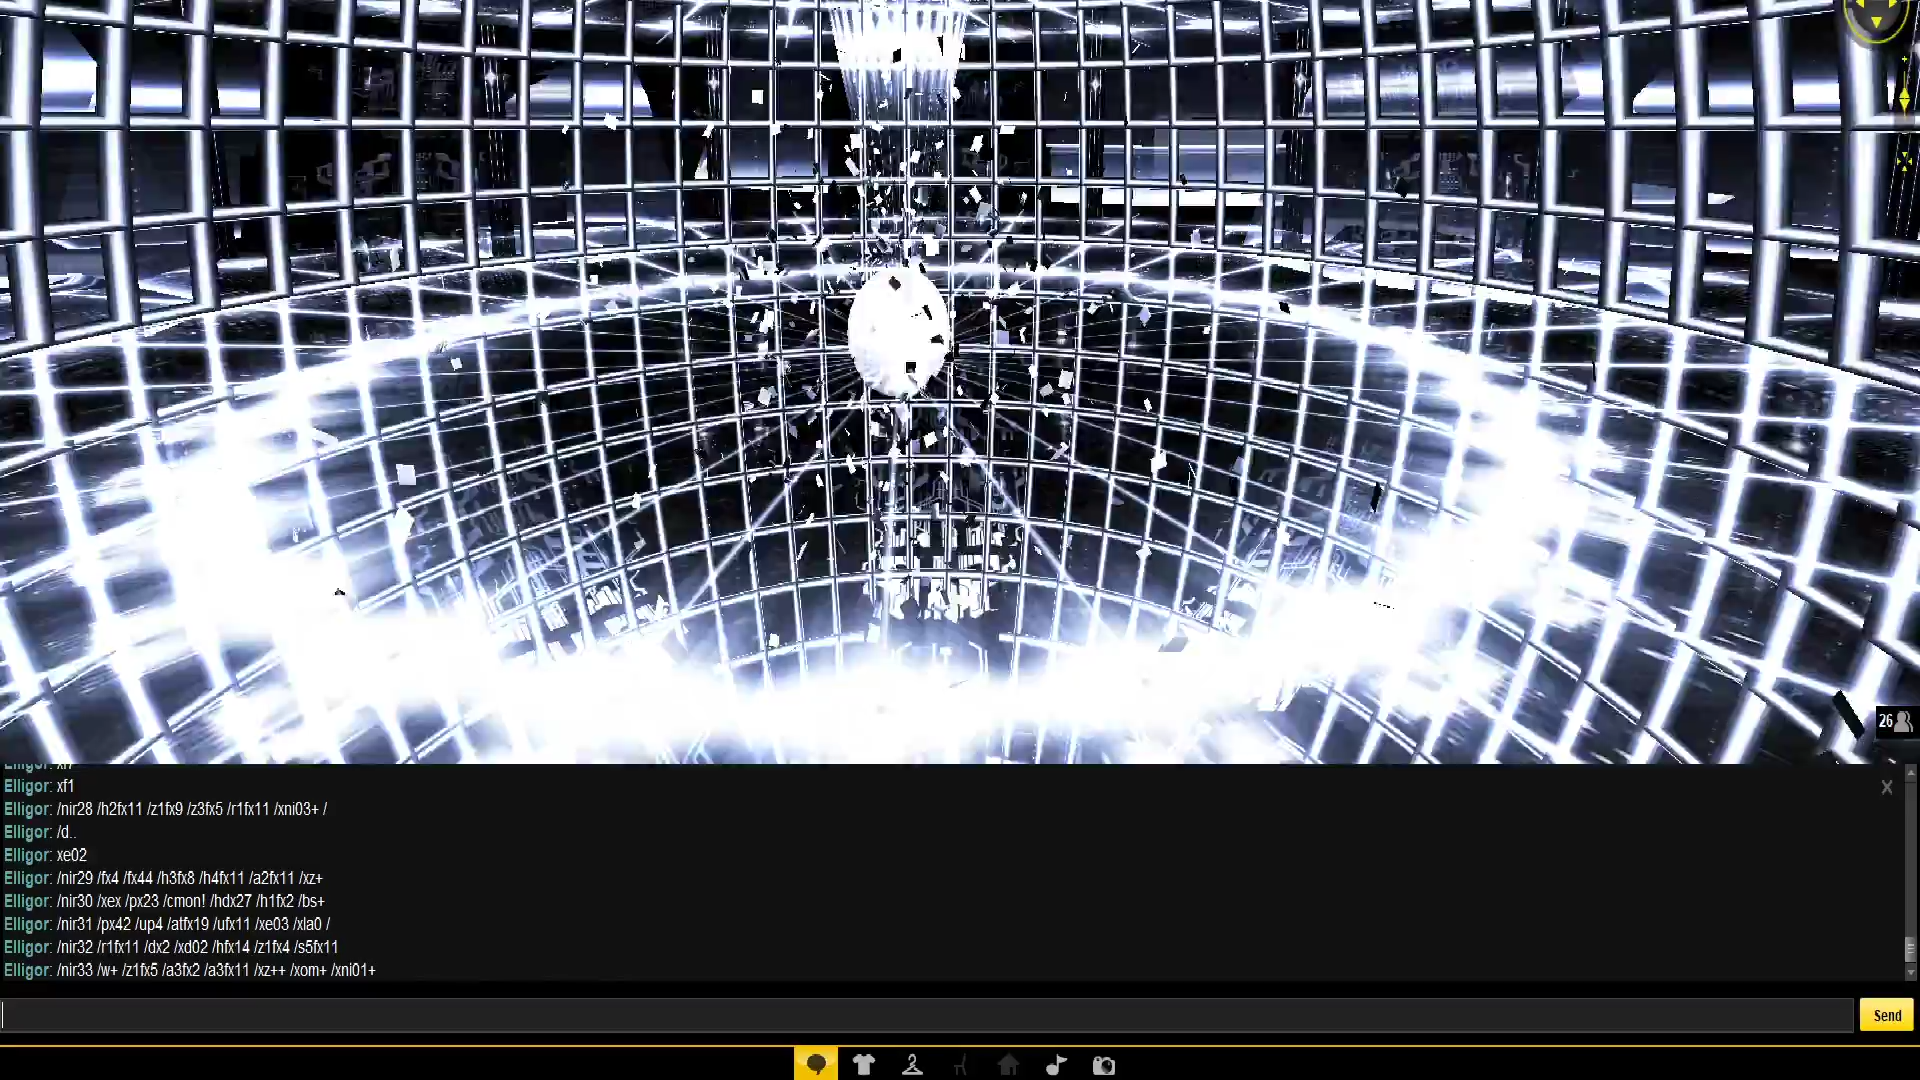 26
Elligor: xf1
Elligor: /nir28 /h2fx11 /z1fx9 /z3fx5 /r1fx11 /xni03+ /
Elligor: /d..
Elligor: xe02
Elligor: /nir29 /fx4 /fx44 /h3fx8 /h4fx11 /a2fx11 /xz+
Elligor: /nir30 /xex /px23 /cmon! /hdx27 /h1fx2 /bs+
Elligor: /nir31 /px42 /up4 /atfx19 /ufx11 /xe03 /xla0 /
Elligor: /nir32 /r1fx11 /dx2 /xd02 /hfx14 /z1fx4 /s5fx11
Elligor: /nir33 /w+ /z1fx5 /a3fx2 /a3fx11 /xz++ /xom+ /xni01+
Send